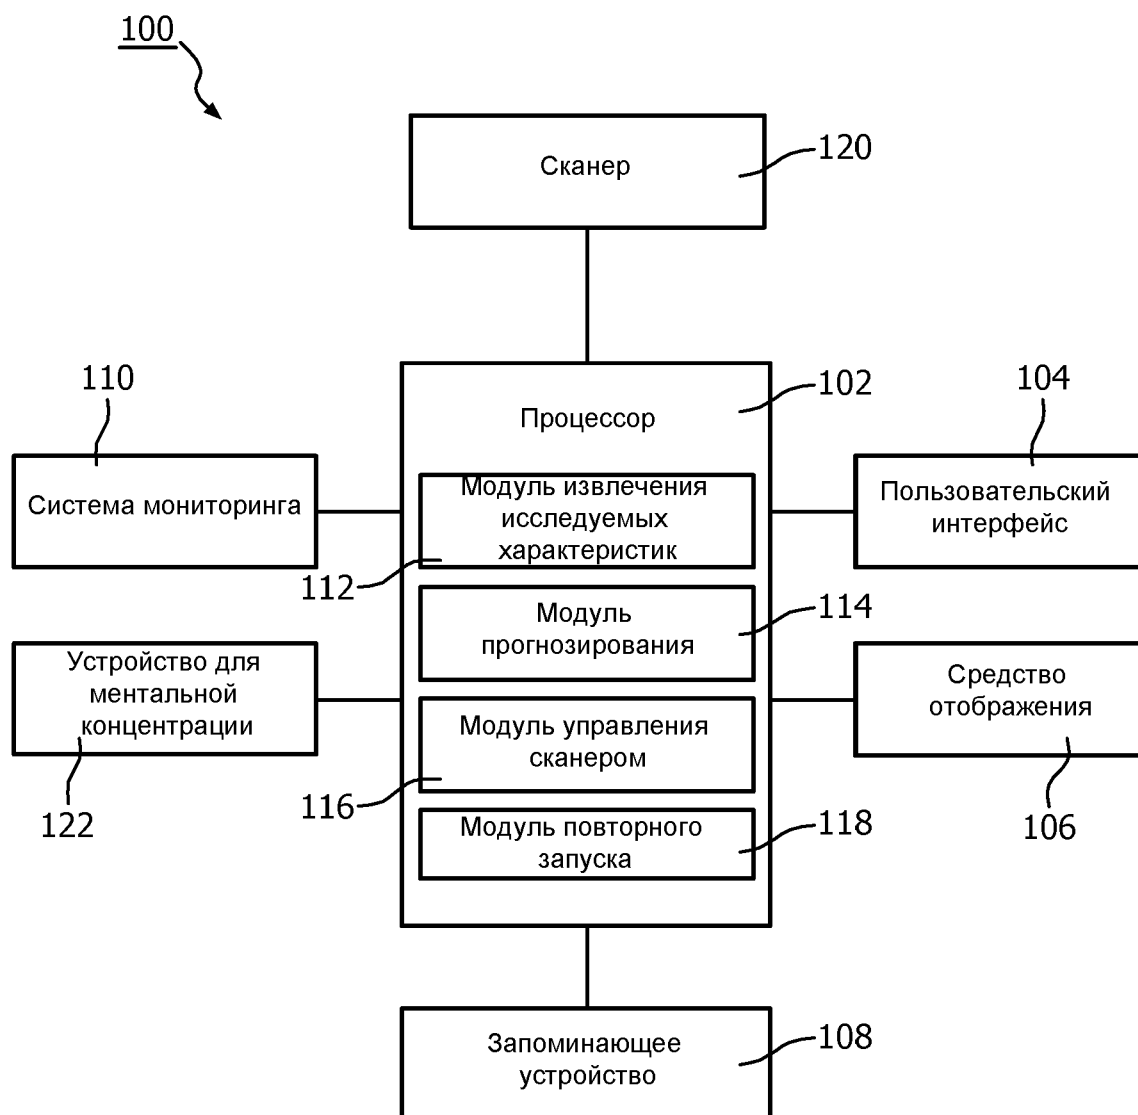 100
Сканер
120
110
102
104
Процессор
Система мониторинга
Модуль извлечения
исследуемых
характеристик
Пользовательский
интерфейс
112
114
Модуль
прогнозирования
Устройство для
ментальной
концентрации
Средство
отображения
Модуль управления
сканером
116
122
118
106
Модуль повторного
запуска
Запоминающее
устройство
108